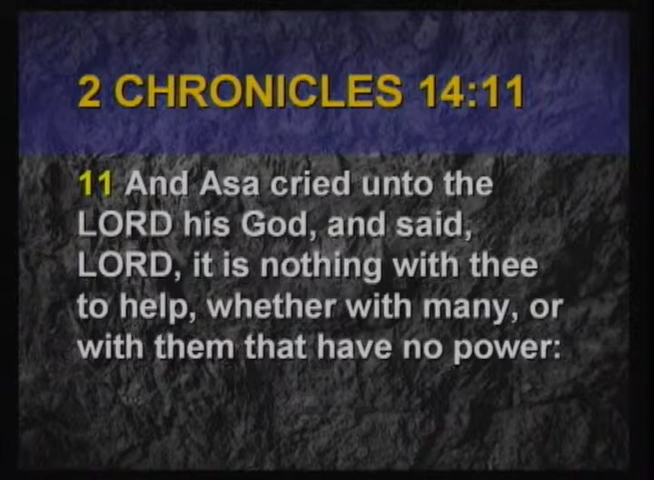 2 CHRONICLES 14:11
11 And Asa cried unto the
LORD his God, and said,
LORD, it is nothing with thee
to help, whether with many, or
with them that have no power: